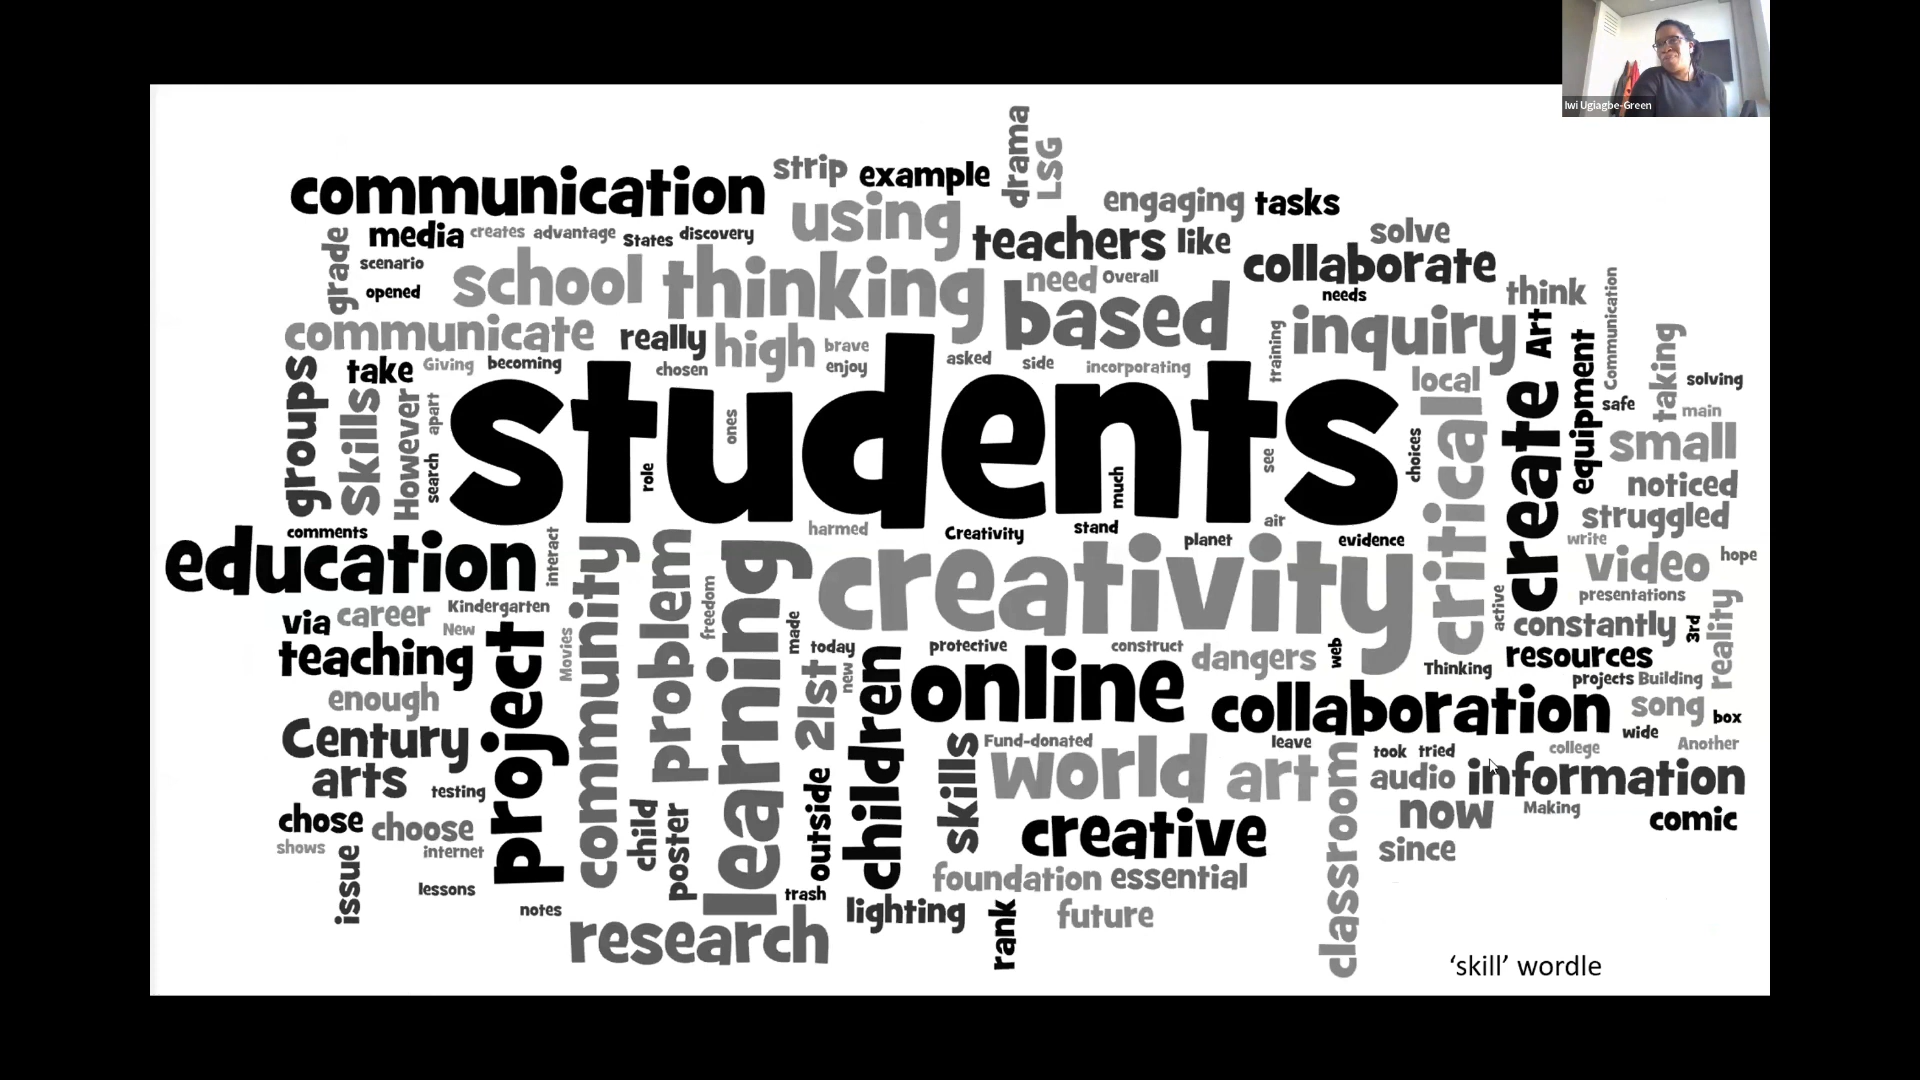 Iwi Ugiagbe-Green
drama
LSG
strip
example
communication
engaging
tasks
using
solve
grade
media
creates
advantage
States
discovery
teachers
like
collaborate
scenario
school
thinking
need
Overall
needs
think
Communication
opened
based
Art
communicate
really
high
brave
inquiry
training
equipment
taking
groups
take
Giving
becoming
chosen
enjoy
asked
side
incorporating
local
solving
skills
However
apart
students
ones
critical
create
safe
main
search
role
much
see
choices
small
noticed
comments
harmed
Creativity
stand
air
planet
evidence
struggled
write
education
interact
community
problem
learning
creativity
active
video
hope
presentations
via
career
Kindergarten
freedom
New
Movies
made
today
new
protective
construct
dangers
web
constantly
3rd
reality
teaching
project
21st
children
online
Thinking
resources
projects
Building
enough
collaboration
song
box
wide
Century
skills
Fund-donated
leave
classroom
took
tried
college
Another
arts
testing
outside
world
art
audio
information
chose
choose
child
poster
creative
now
Making
comic
shows
internet
since
issue
lessons
trash
foundation
essential
notes
research
lighting
rank
future
‘skill’ wordle